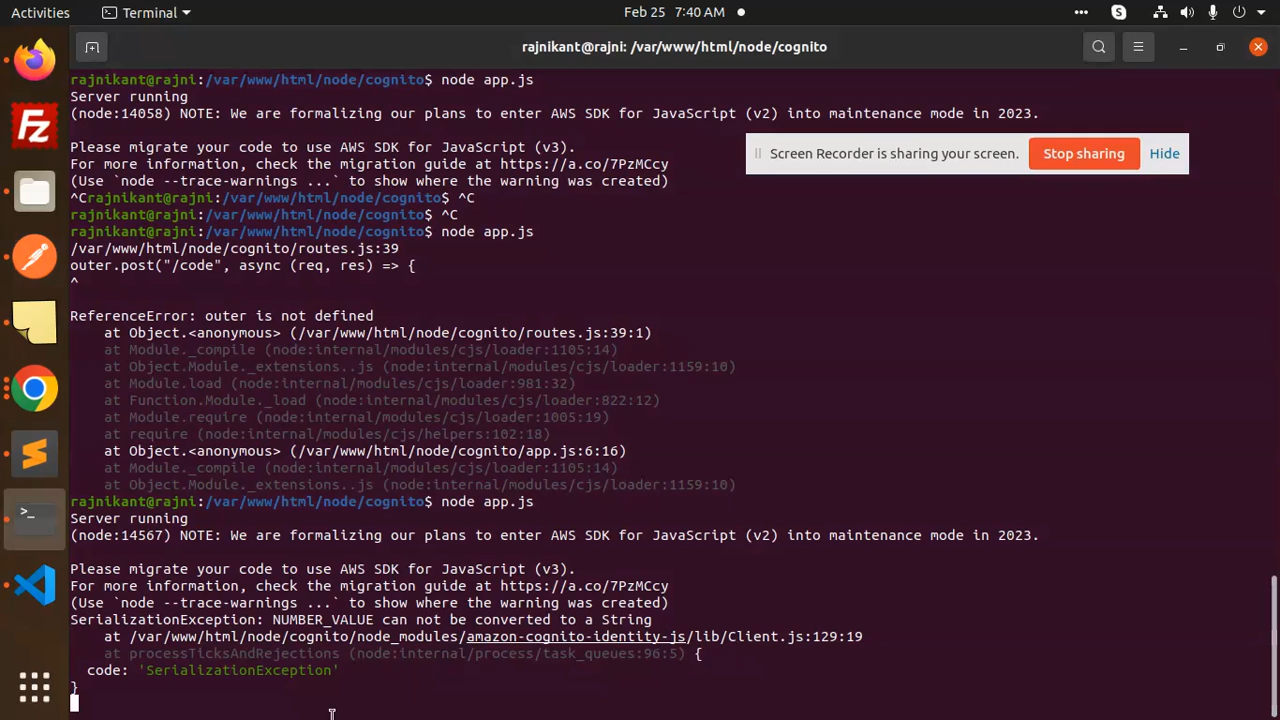 Activities
Terminal
Feb 25 7:40 AM
rajnikant@rajni: /var/www/html/node/cognito
rajnikant@rajni:/var/www/html/node/cognito$ node app.js
Server running
(node:14058) NOTE: We are formalizing our plans to enter AWS SDK for JavaScript (v2) into maintenance mode in 2023.
Please migrate your code to use AWS SDK for JavaScript (v3).
Screen Recorder is sharing your screen.
Stop sharing
Hide
For more information, check the migration guide at https://a.co/7PzMCcy
(Use `node --trace-warnings ...` to show where the warning was created)
^Crajnikant@rajni:/var/www/html/node/cognito$ ^C
rajnikant@rajni:/var/www/html/node/cognito$ ^C
rajnikant@rajni:/var/www/html/node/cognito$ node app.js
/var/www/html/node/cognito/routes.js:39
outer.post("/code", async (req, res) => {
^
ReferenceError: outer is not defined
at Object.<anonymous> (/var/www/html/node/cognito/routes.js:39:1)
at Module._compile (node:internal/modules/cjs/loader:1105:14)
at Object.Module._extensions..js (node:internal/modules/cjs/loader:1159:10)
at Module.load (node:internal/modules/cjs/loader:981:32)
at Function.Module._load (node:internal/modules/cjs/loader:822:12)
at Module.require (node:internal/modules/cjs/loader:1005:19)
at require (node:internal/modules/cjs/helpers:102:18)
at Object.<anonymous> (/var/www/html/node/cognito/app.js:6:16)
at Module._compile (node:internal/modules/cjs/loader:1105:14)
at Object.Module._extensions..js (node:internal/modules/cjs/loader:1159:10)
rajnikant@rajni:/var/www/html/node/cognito$ node app.js
Server running
(node:14567) NOTE: We are formalizing our plans to enter AWS SDK for JavaScript (v2) into maintenance mode in 2023.
Please migrate your code to use AWS SDK for JavaScript (v3).
For more information, check the migration guide at https://a.co/7PzMCcy
(Use `node --trace-warnings ...` to show where the warning was created)
SerializationException: NUMBER_VALUE can not be converted to a String
at /var/www/html/node/cognito/node_modules/amazon-cognito-identity-js/lib/Client.js:129:19
at processTicksAndRejections (node:internal/process/task_queues:96:5) {
code: 'SerializationException'
}